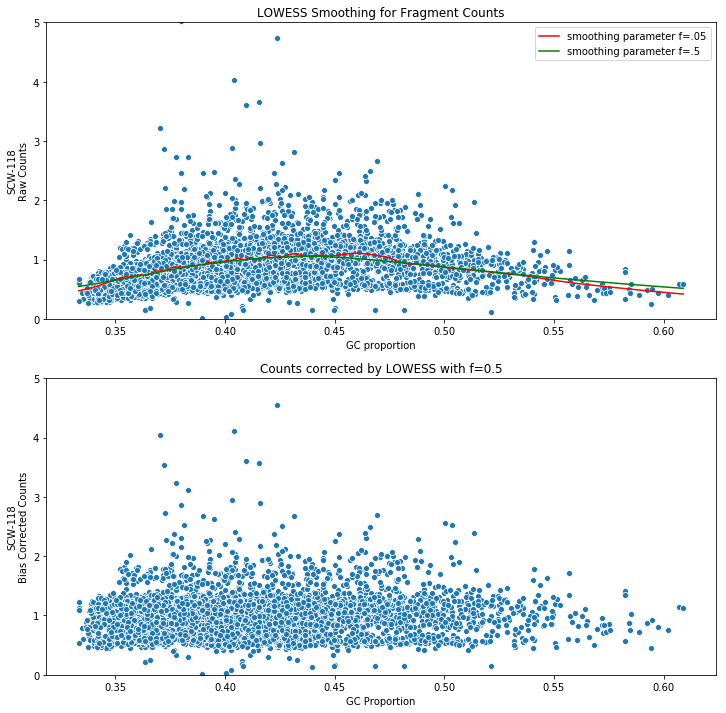 LOWESS Smoothing for Fragment Counts
smoothing parameter f=.05
smoothing parameter f=.5
5
4
3
2
1
0
SCW-118
Raw Counts
0.35 0.40 0.45 0.50 0.55 0.60
GC proportion
Counts corrected by LOWESS with f=0.5
5
4
3
2
1
0
SCW-118
Bias Corrected Counts
0.35 0.40 0.45 0.50 0.55 0.60
GC Proportion